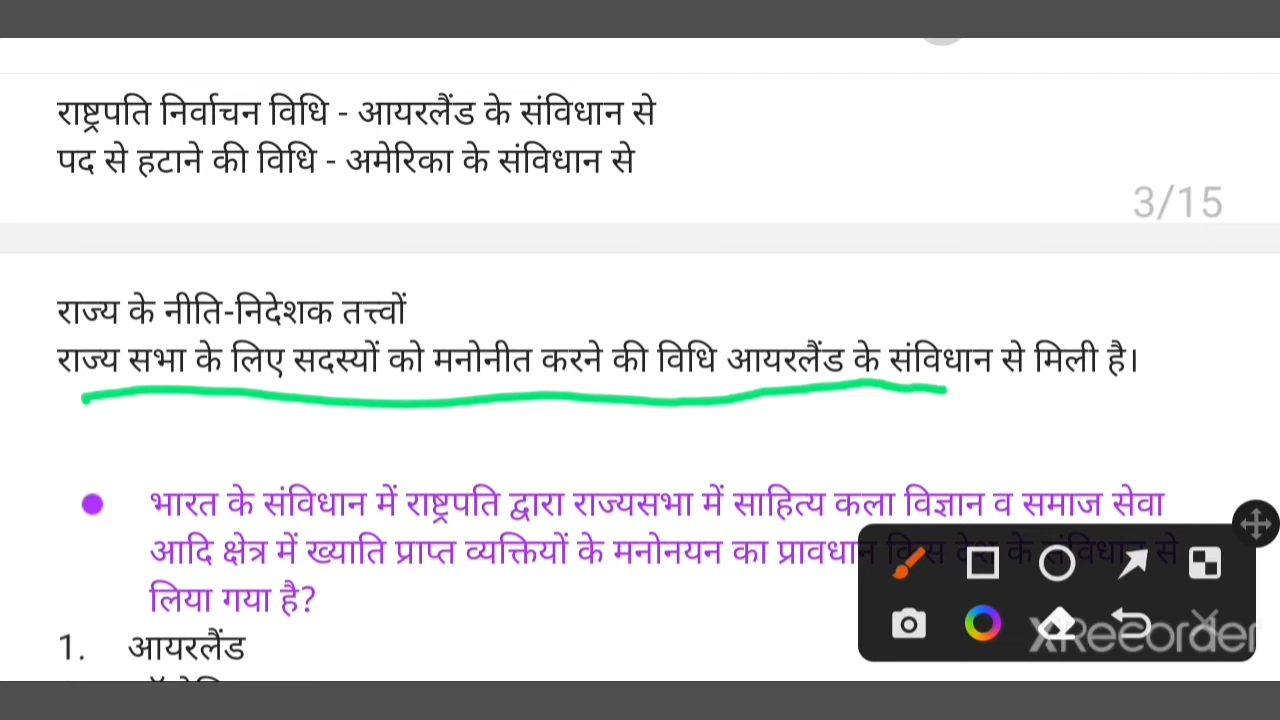 राष्ट्रपति निर्वाचन विधि - आयरलैंड के संविधान से
पद से हटाने की विधि - अमेरिका के संविधान से
3/15
राज्य के नीति-निदेशक तत्त्वों
राज्य सभा के लिए सदस्यों को मनोनीत करने की विधि आयरलैंड के संविधान से मिली है।
भारत के संविधान में राष्ट्रपति द्वारा राज्यसभा में साहित्य कला विज्ञान व समाज सेवा
आदि क्षेत्र में ख्याति प्राप्त व्यक्तियों के मनोनयन का प्रावधान किस देश के संविधान से
लिया गया है?
1. आयरलैंड
XRecorder